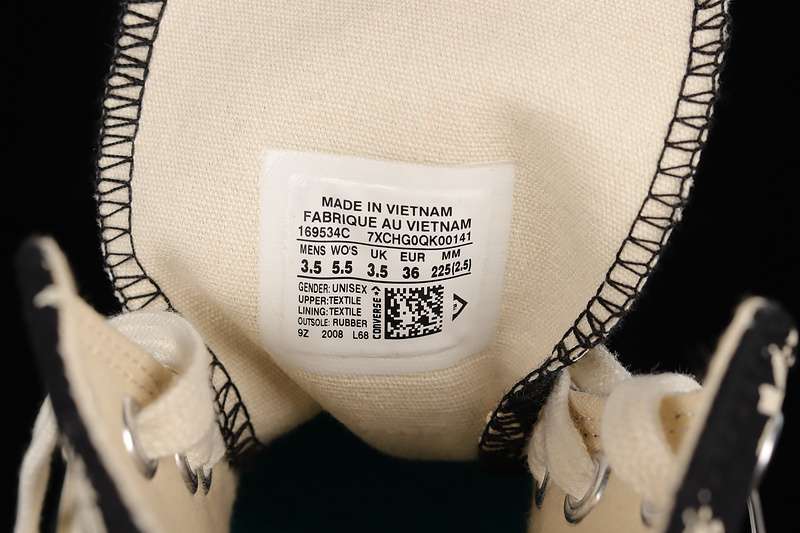 MADE IN VIETNAM
FABRIQUE AU VIETNAM
169534C 7XCHG0QK00141
MENS WO'S UK EUR MM
3.5 5.5 3.5 36 225(2.5)
GENDER: UNISEX
UPPER:TEXTILE
LINING:TEXTILE
OUTSOLE: RUBBER
9Z 2008 L68
CONVERSE